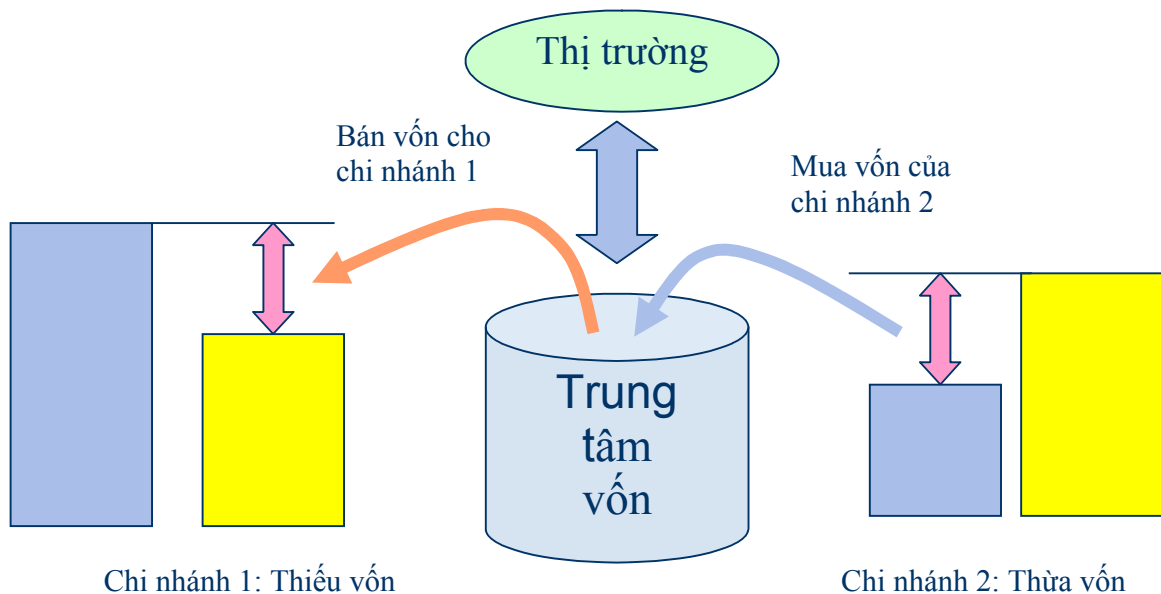 Thị trường
Bán vốn cho
chi nhánh 1
Mua vốn của
chi nhánh 2
Trung
tâm
vốn
Chi nhánh 1: Thiếu vốn
Chi nhánh 2: Thừa vốn